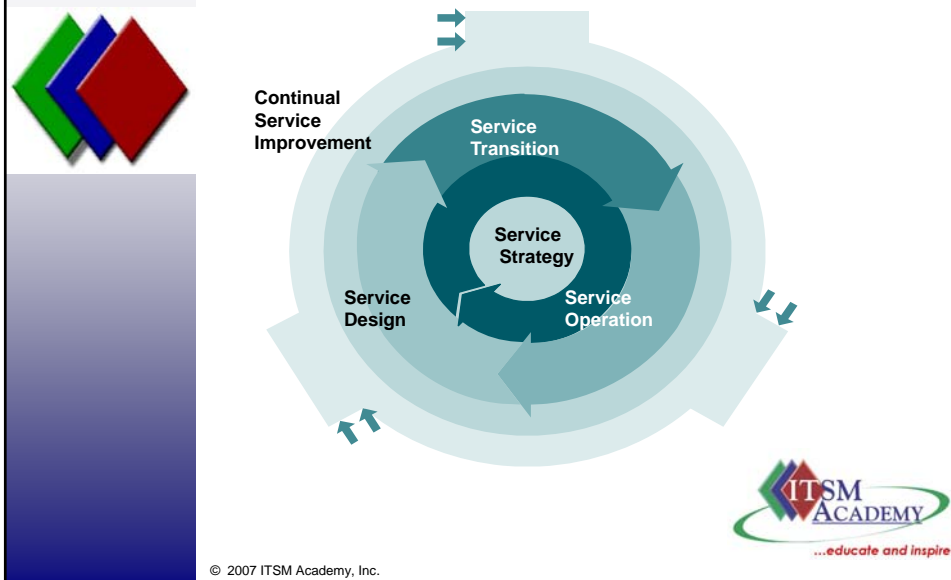 Continual
Service
Improvement
Service
Transition
Service
Strategy
Service
Design
Service
Operation
ITSM
ACADEMY
...educate and inspire
© 2007 ITSM Academy, Inc.